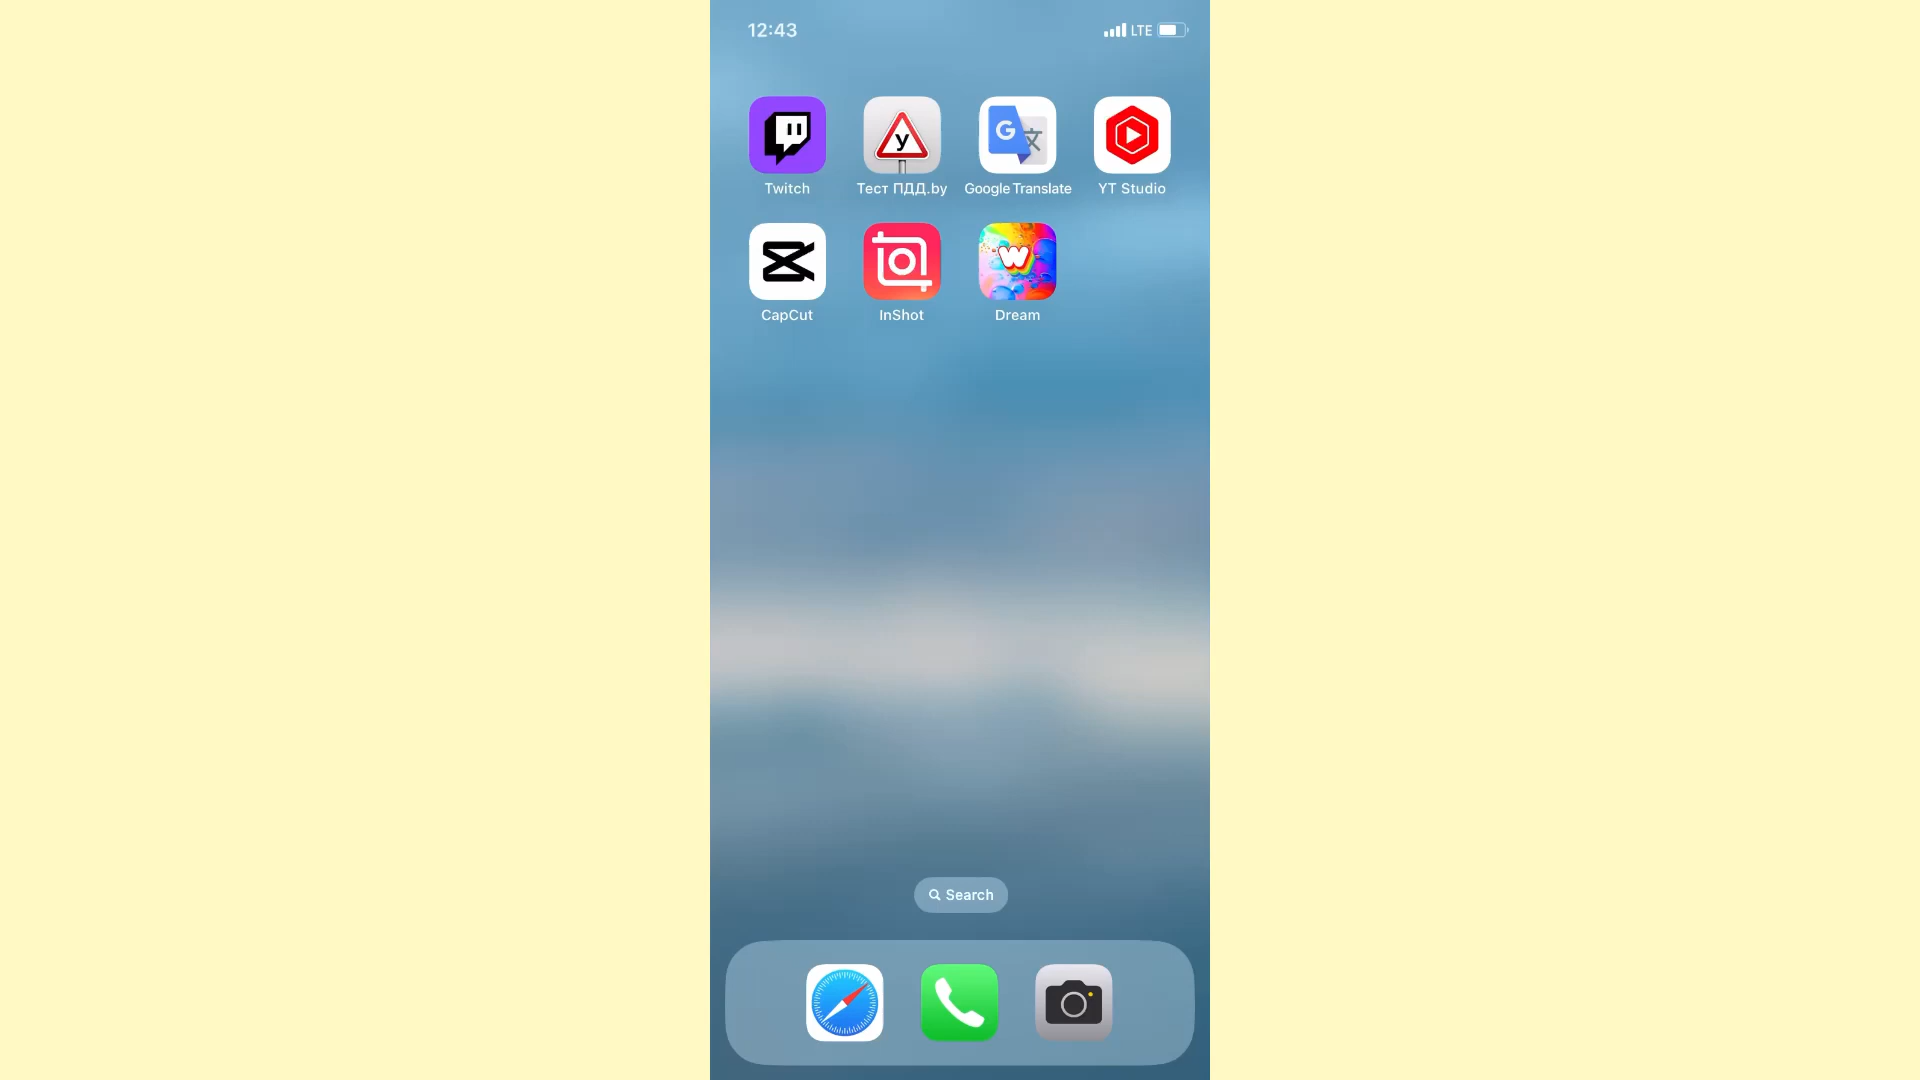 12:43
LTE
Twitch
Тест ПДД.by
Google Translate
YT Studio
CapCut
InShot
Dream
Search